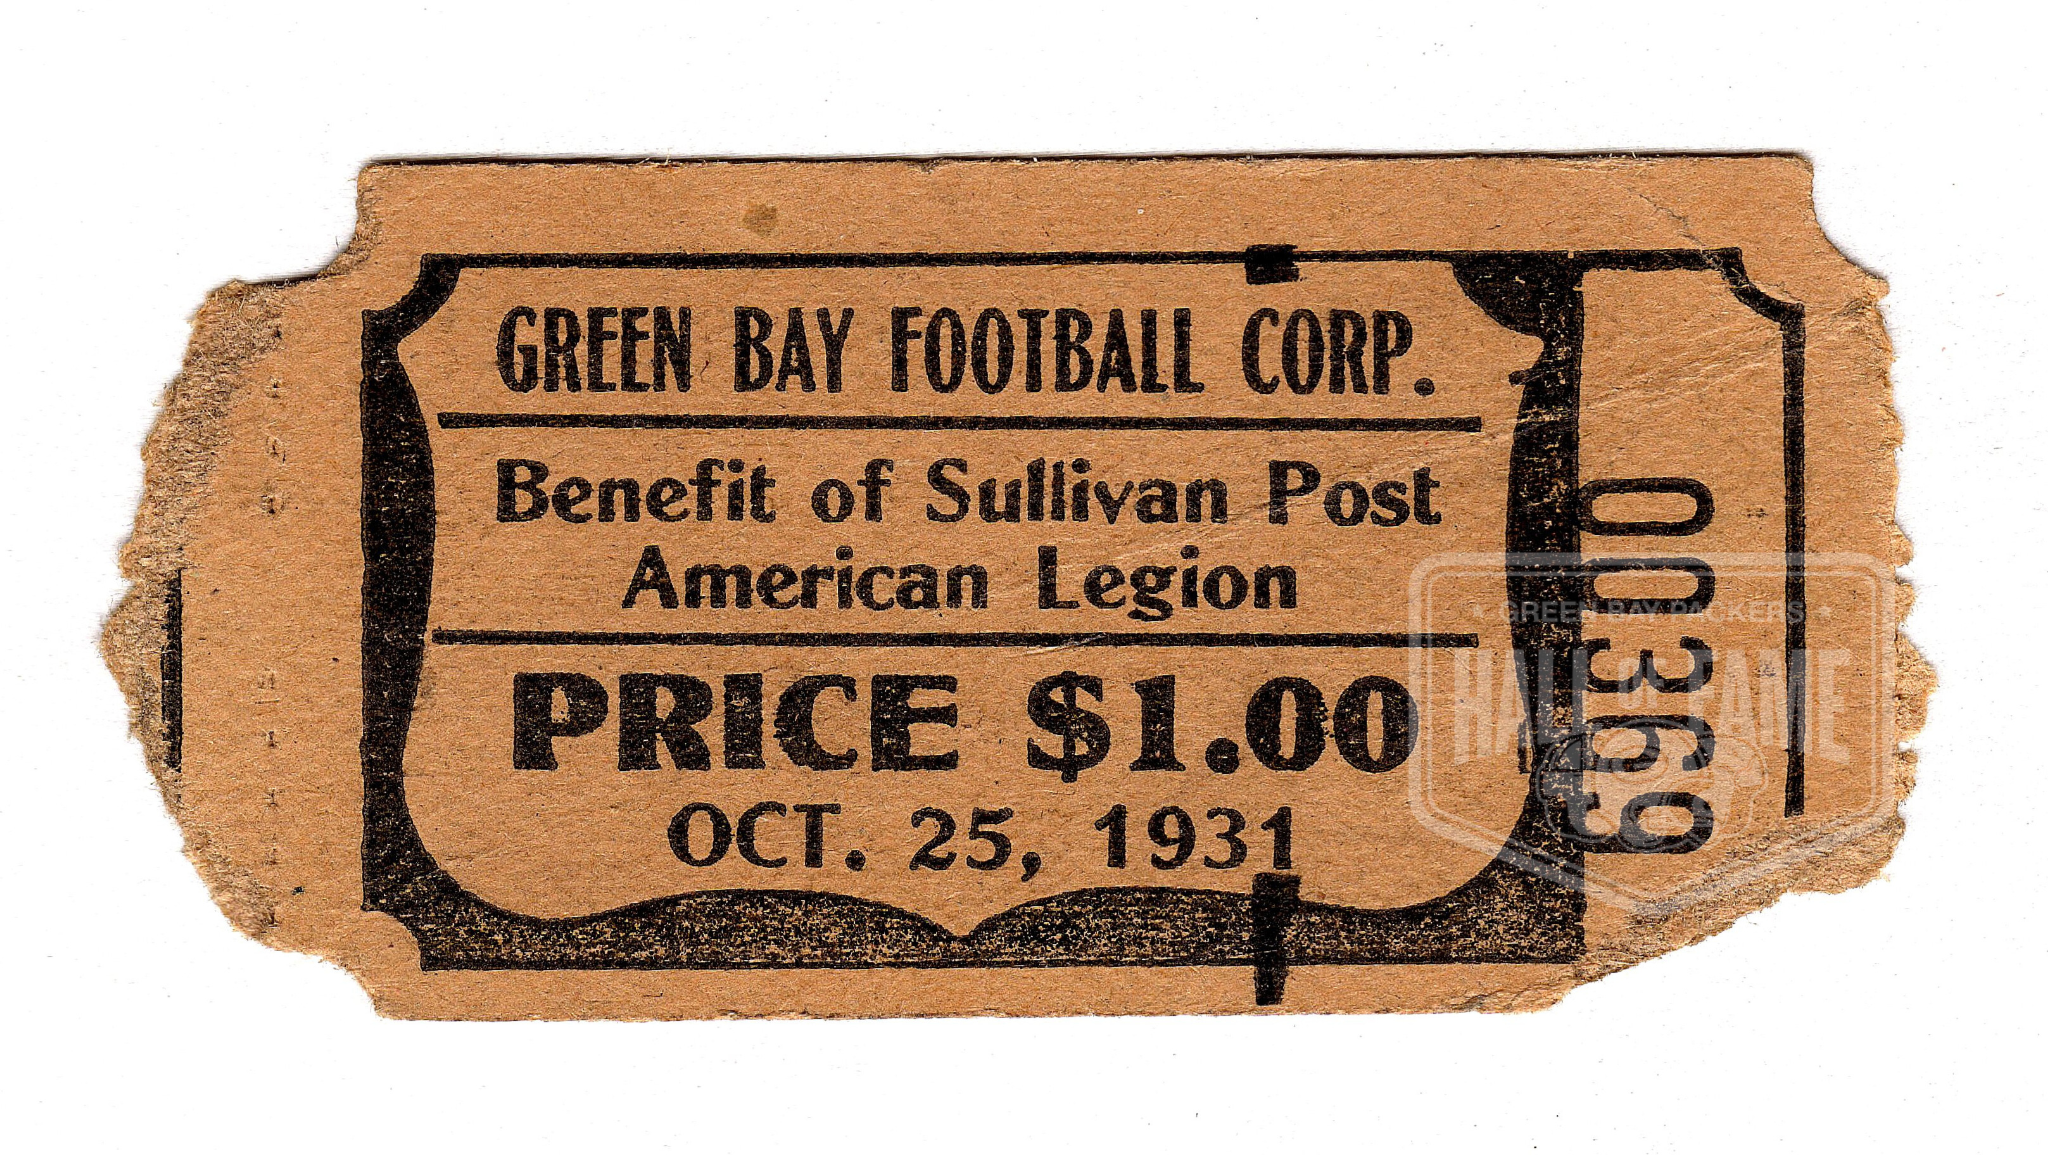 GREEN BAY FOOTBALL CORP.
Benefit of Sullivan Post
American Legion
PRICE $1.00
OCT. 25, 1931
00369
★ GREEN BAY PACKERS ★
HALL OF FAME